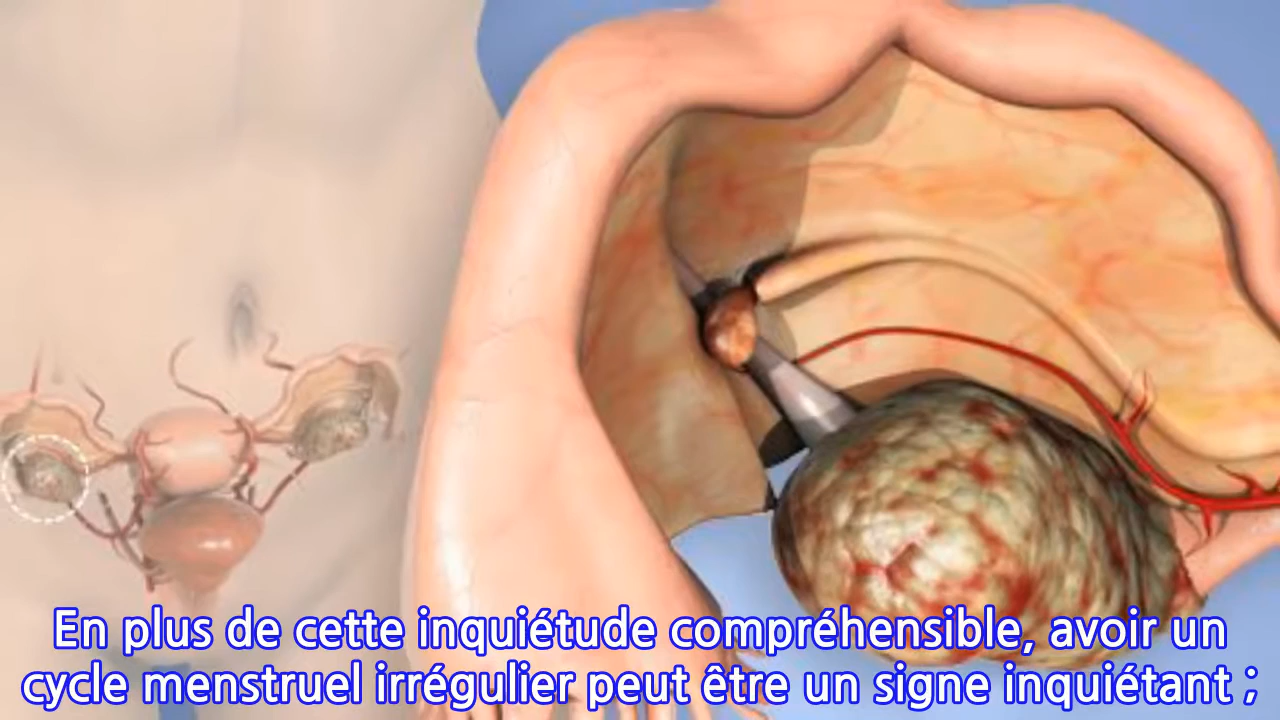 En plus de cette inquiétude compréhensible, avoir un
cycle menstruel irrégulier peut être un signe inquiétant ;